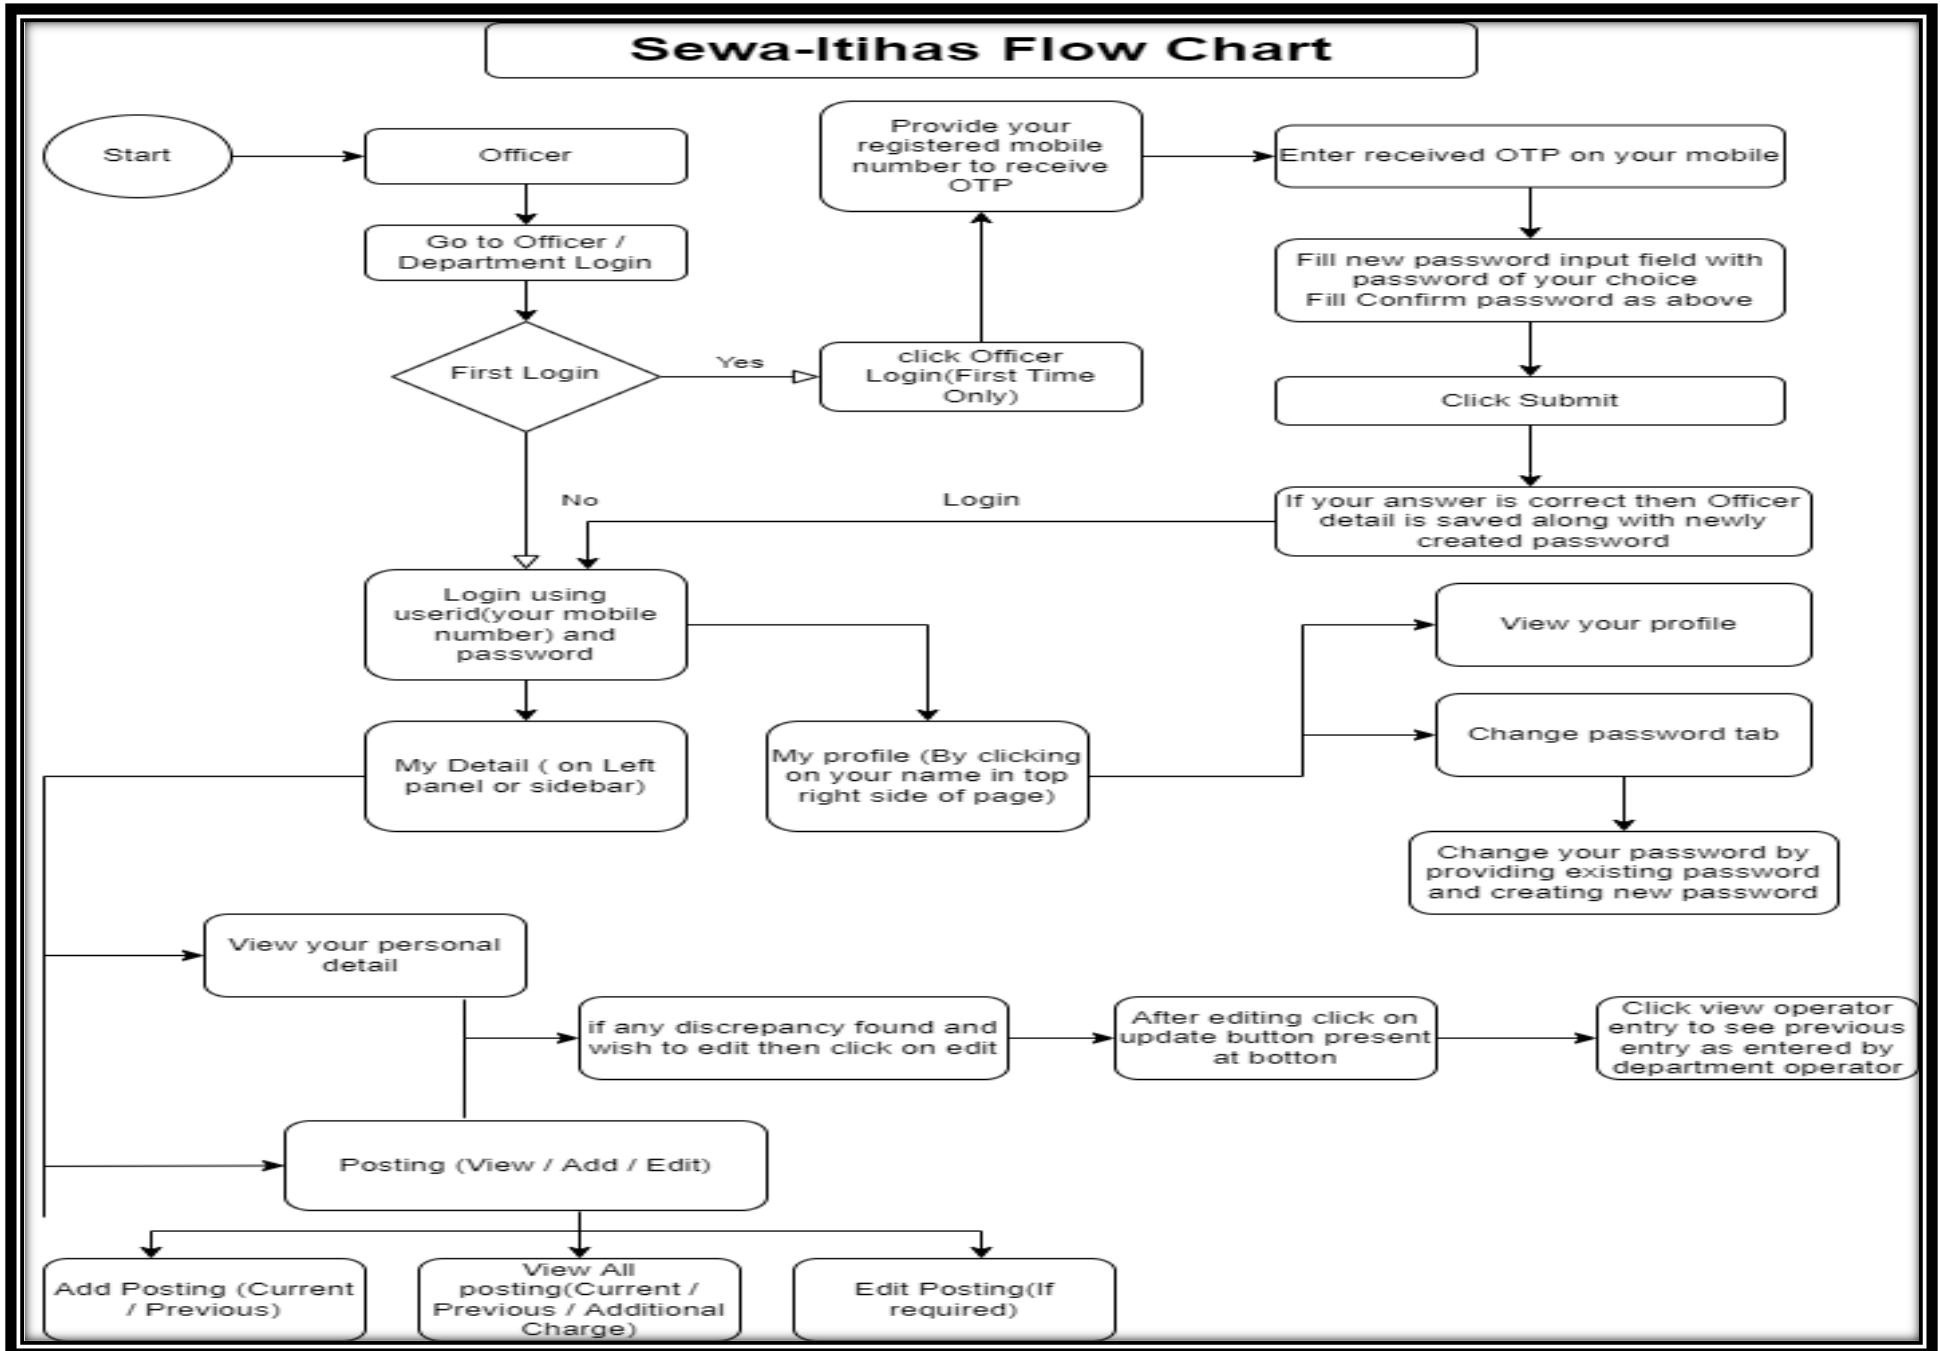 Sewa-Itihas Flow Chart
Start
Officer
Go to Officer /
Department Login
First Login
Yes
click Officer
Login(First Time
Only)
Provide your
registered mobile
number to receive
OTP
Enter received OTP on your mobile
Fill new password input field with
password of your choice
Fill Confirm password as above
Click Submit
If your answer is correct then Officer
detail is saved along with newly
created password
Login
No
Login using
userid(your mobile
number) and
password
My Detail ( on Left
panel or sidebar)
My profile (By clicking
on your name in top
right side of page)
View your profile
Change password tab
Change your password by
providing existing password
and creating new password
View your personal
detail
if any discrepancy found and
wish to edit then click on edit
After editing click on
update button present
at botton
Click view operator
entry to see previous
entry as entered by
department operator
Posting (View / Add / Edit)
Add Posting (Current
/ Previous)
View All
posting(Current /
Previous / Additional
Charge)
Edit Posting(If
required)